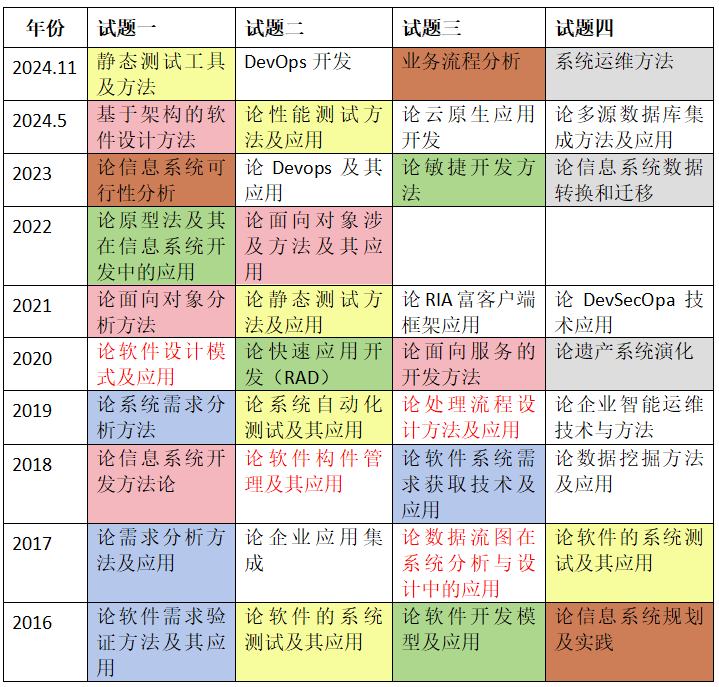 年份 试题一 试题二 试题三 试题四
2024.11 静态测试工具 DevOps 开发 业务流程分析 系统运维方法
及方法
2024.5 基于架构的软 论性能测试方 论云原生应用 论多源数据库集
件设计方法 法及应用 开发 成方法及应用
2023 论信息系统可 论 Devops 及其 论敏捷开发方 论信息系统数据
行性分析 应用 法 转换和迁移
2022 论原型法及其 论面向对象涉
在信息系统开 及方法及其应
发中的应用 用
2021 论面向对象分 论静态测试方 论 RIA 富客户端 论 DevSecOpa 技
析方法 法及应用 框架应用 术应用
2020 论软件设计模 论快速应用开 论面向服务的 论遗产系统演化
式及应用 发（RAD） 开发方法
2019 论系统需求分 论系统自动化 论处理流程设 论企业智能运维
析方法 测试及其应用 计方法及应用 技术与方法
2018 论信息系统开 论软件构件管 论软件系统需 论数据挖掘方法
发方法论 理及其应用 求获取技术及 及应用
应用
2017 论需求分析方 论企业应用集 论数据流图在 论软件的系统测
法及应用 成 系统分析与设 试及其应用
计中的应用
2016 论软件需求验 论软件的系统 论软件开发模 论信息系统规划
证方法及其应 测试及其应用 型及应用 及实践
用